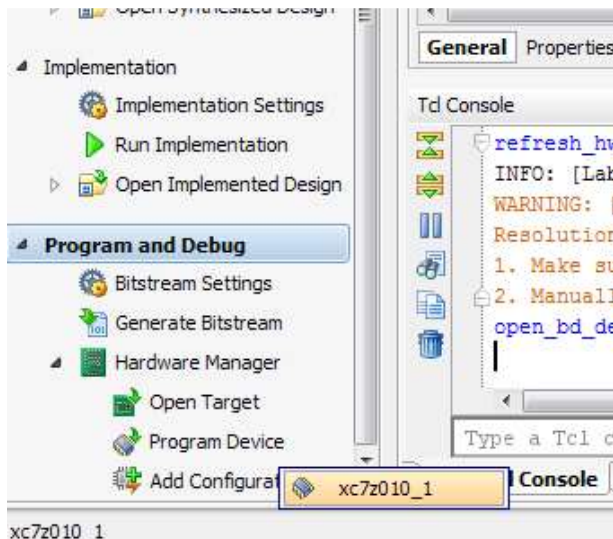 Open Synthesized Design
Implementation
Implementation Settings
Run Implementation
Open Implemented Design
Program and Debug
Bitstream Settings
Generate Bitstream
Hardware Manager
Open Target
Program Device
Add Configurat
xc7z010_1
xc7z010_1
General Properties
Tcl Console
refresh_hw
INFO: [Lab
WARNING: [
Resolution
1. Make su
2. Manuall
open_bd_de
Type a Tcl c
Console